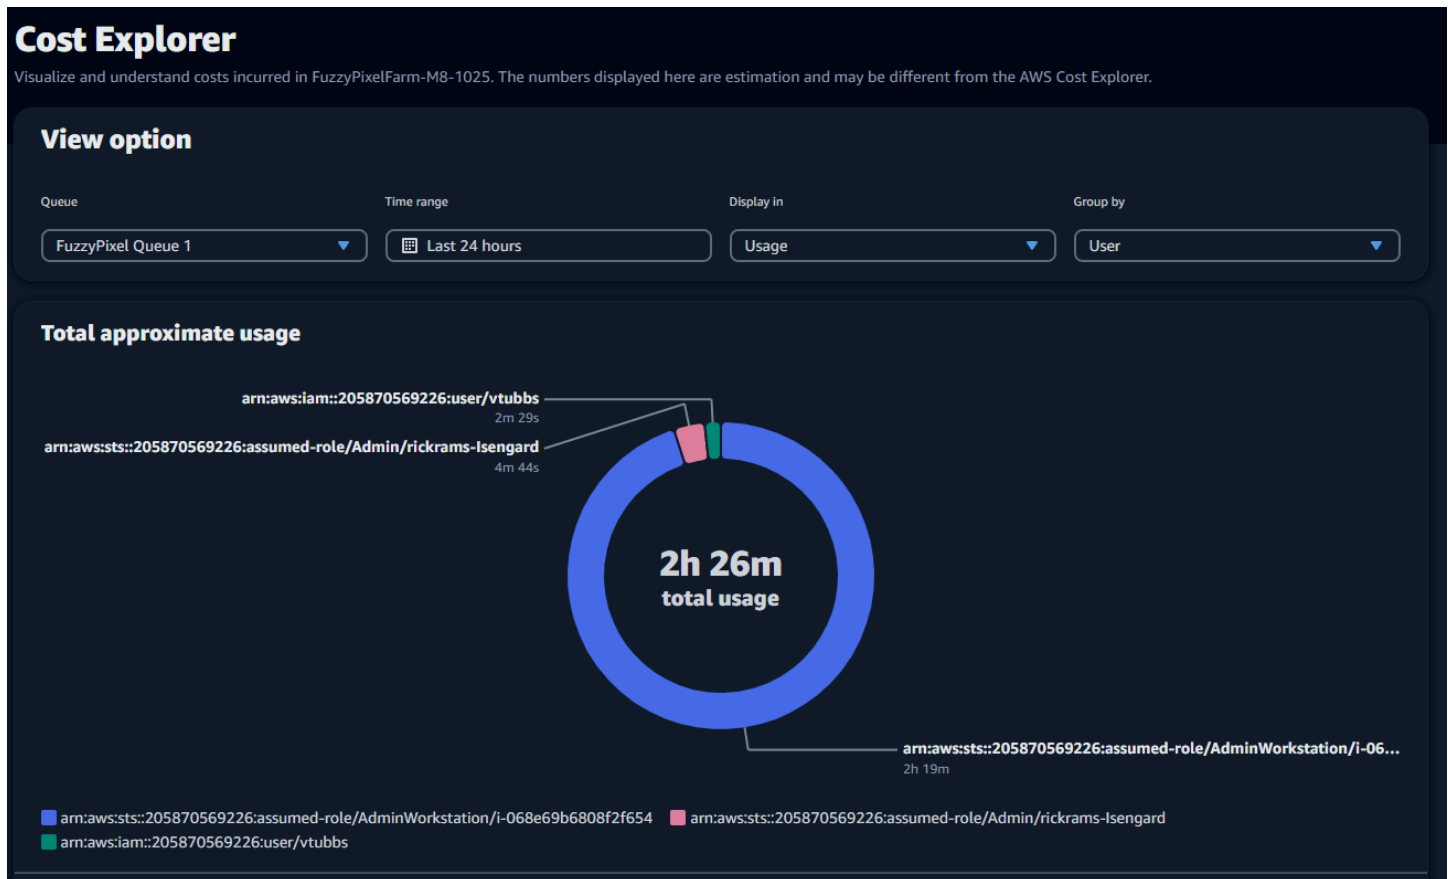 Cost Explorer
Visualize and understand costs incurred in FuzzyPixelFarm-M8-1025. The numbers displayed here are estimation and may be different from the AWS Cost Explorer.
View option
Queue
Time range
Display in
Group by
FuzzyPixel Queue 1
Last 24 hours
Usage
User
Total approximate usage
arn:aws:iam::205870569226:user/vtubbs
2m 29s
arn:aws:sts::205870569226:assumed-role/Admin/rickrams-Isengard
4m 44s
2h 26m
total usage
arn:aws:sts::205870569226:assumed-role/AdminWorkstation/i-06...
2h 19m
arn:aws:sts::205870569226:assumed-role/AdminWorkstation/i-068e69b6808f2f654
arn:aws:sts::205870569226:assumed-role/Admin/rickrams-Isengard
arn:aws:iam::205870569226:user/vtubbs